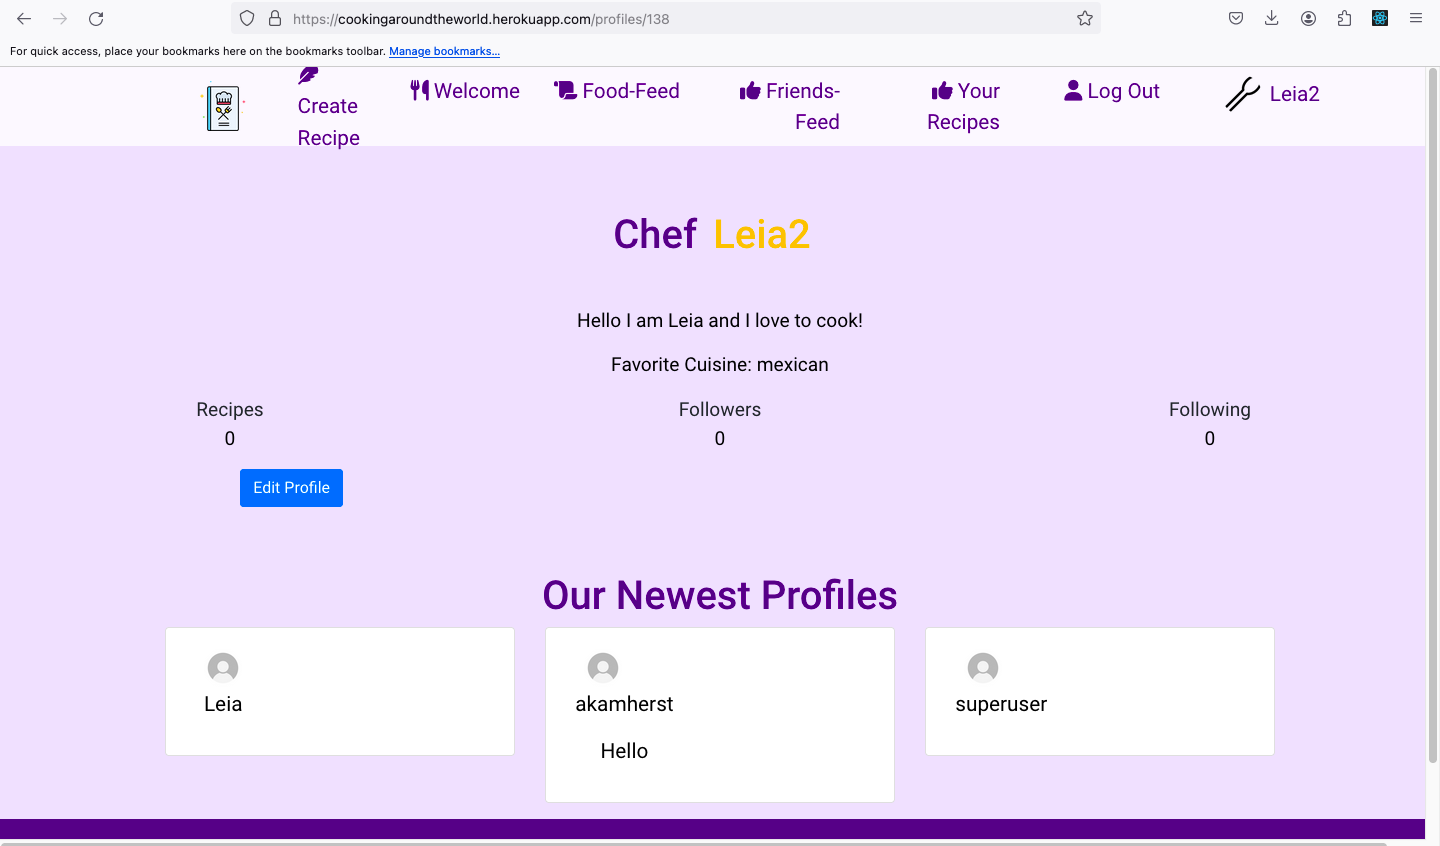 https://cookingaroundtheworld.herokuapp.com/profiles/138
For quick access, place your bookmarks here on the bookmarks toolbar. Manage bookmarks...
Create
Recipe
Welcome
Food-Feed
Friends-
Feed
Your
Recipes
Log Out
Leia2
Chef Leia2
Hello I am Leia and I love to cook!
Favorite Cuisine: mexican
Recipes
0
Followers
0
Following
0
Edit Profile
Our Newest Profiles
Leia
akamherst
Hello
superuser